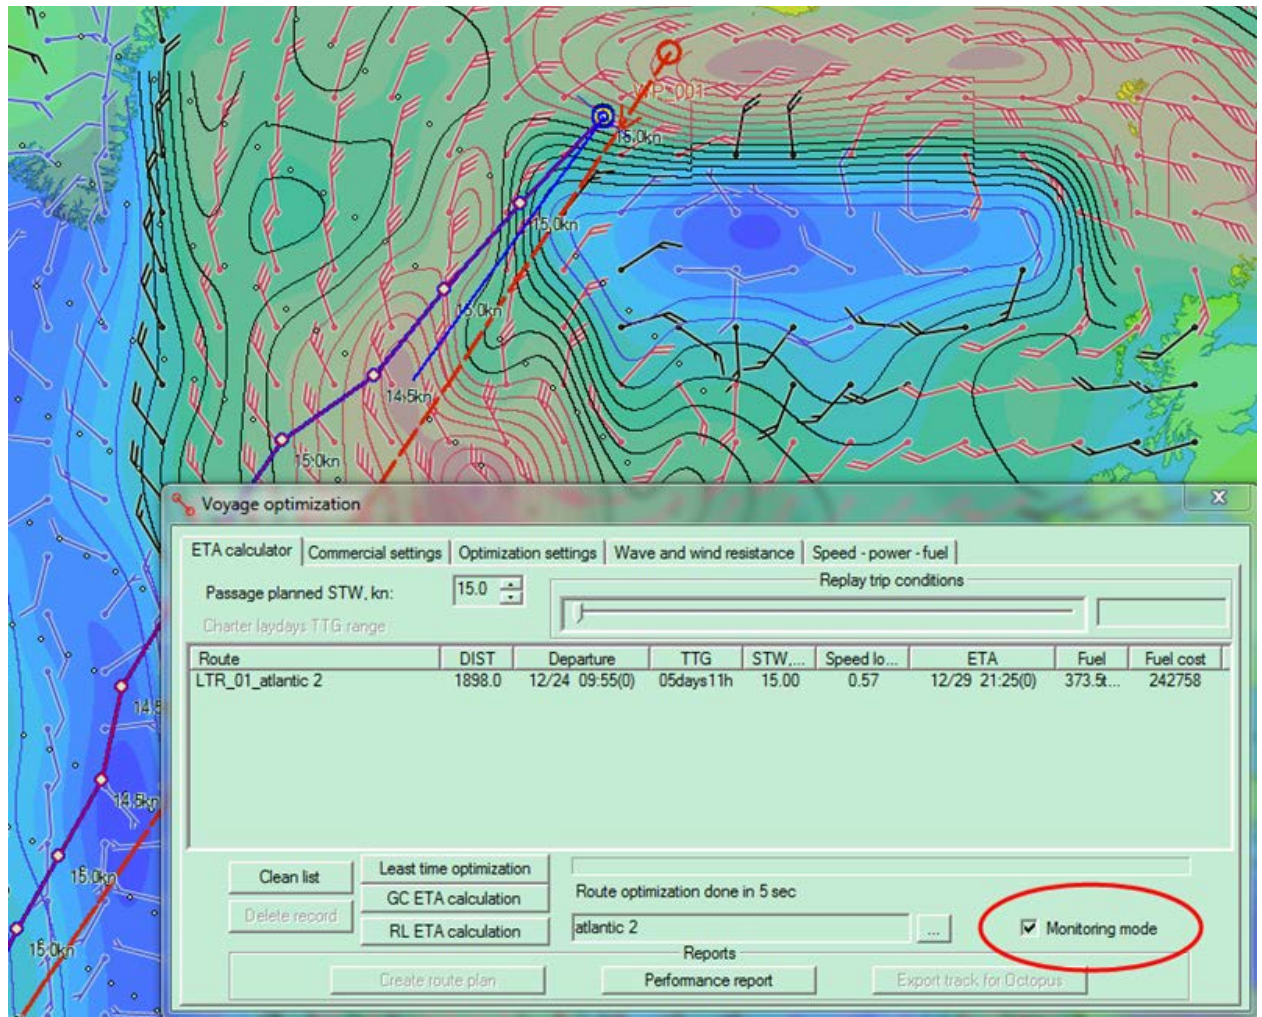 WP_001
15.0kn
15.0kn
15.0kn
14.5kn
15.0kn
Voyage optimization
ETA calculator Commercial settings Optimization settings Wave and wind resistance Speed - power - fuel
Passage planned STW, kn: 15.0 Replay trip conditions
Charter laydays TTG range
Route DIST Departure TTG STW,... Speed lo... ETA Fuel Fuel cost
LTR_01_atlantic 2 1898.0 12/24 09:55(0) 05days11h 15.00 0.57 12/29 21:25(0) 373.5t... 242758
14.5
14.5kn
15.0kn
15.0kn
Clean list Least time optimization
Route optimization done in 5 sec
Delete record GC ETA calculation
RL ETA calculation atlantic 2 ... Monitoring mode
Reports
Create route plan Performance report Export track for Octopus